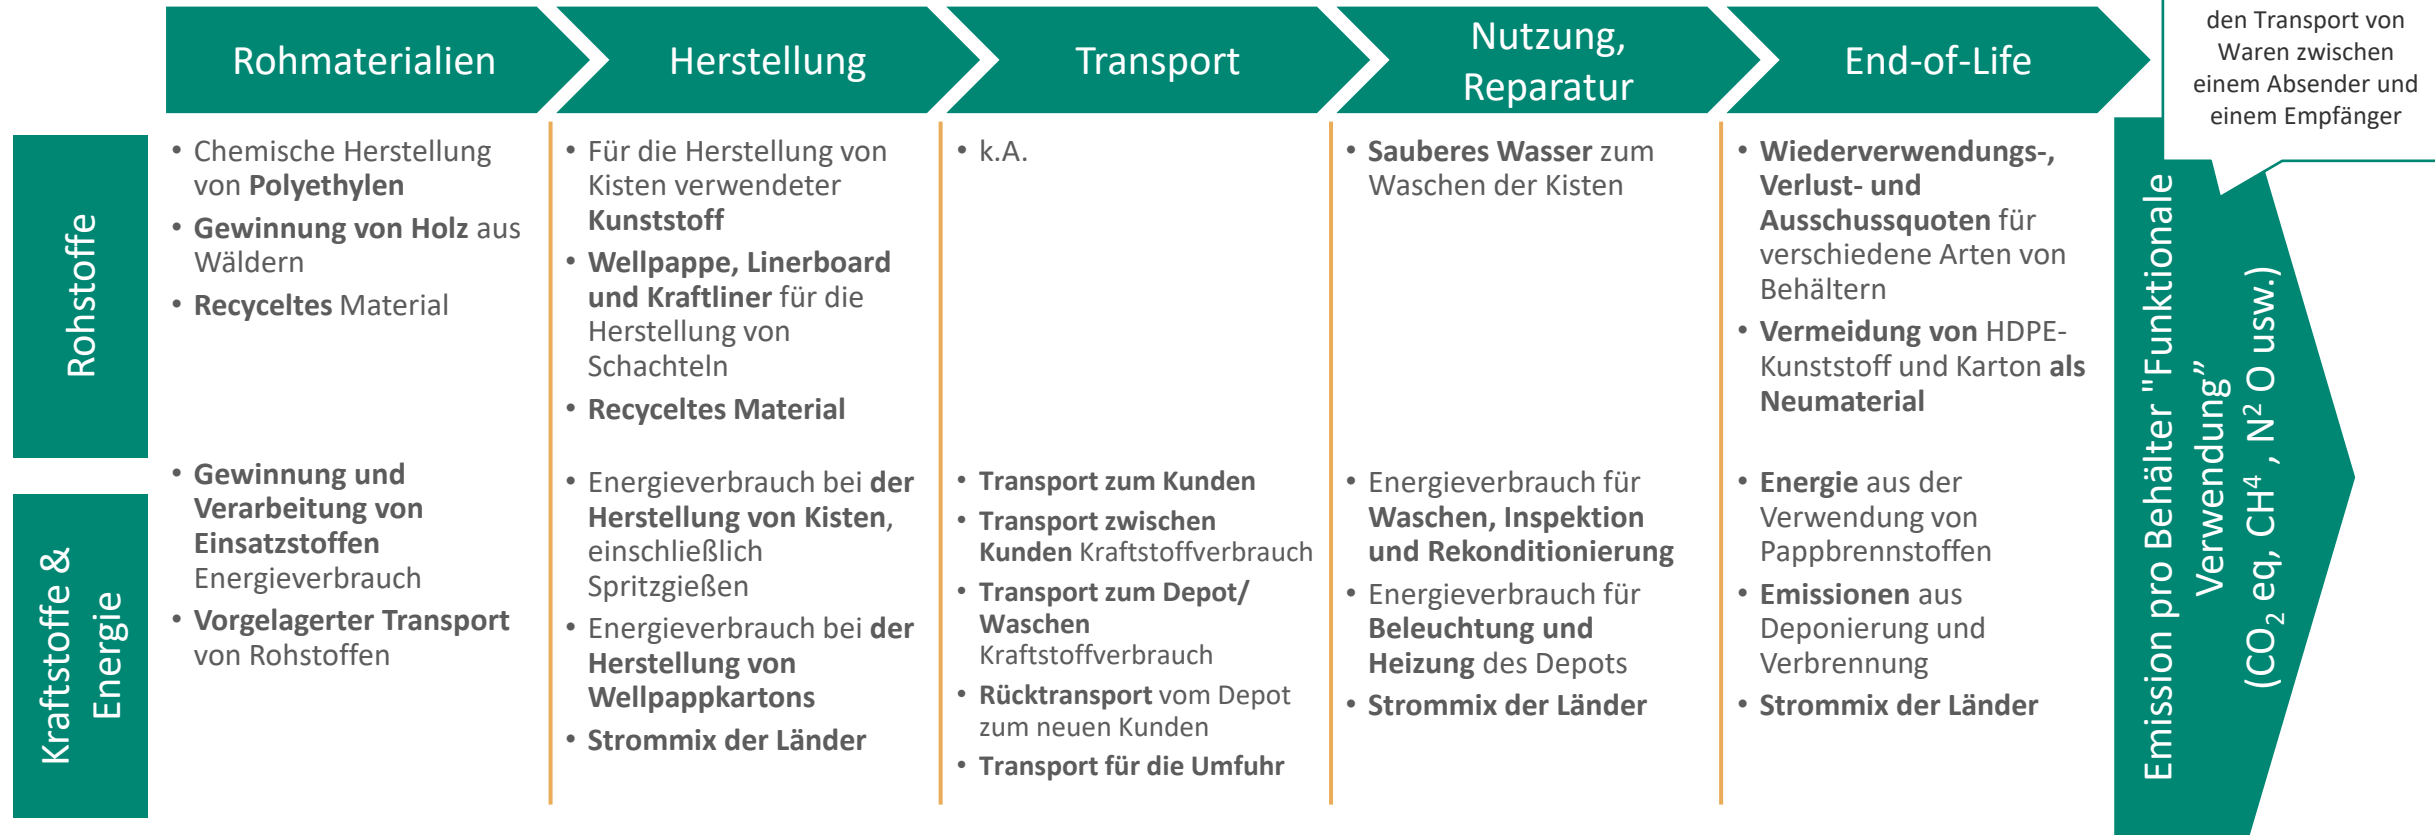 Rohmaterialien
Herstellung
Transport
Nutzung,
Reparatur
End-of-Life
den Transport von
Waren zwischen
einem Absender und
einem Empfänger
Rohstoffe
• Chemische Herstellung
von Polyethylen
• Gewinnung von Holz aus
Wäldern
• Recyceltes Material
• Für die Herstellung von
Kisten verwendeter
Kunststoff
• Wellpappe, Linerboard
und Kraftliner für die
Herstellung von
Schachteln
• Recyceltes Material
• k.A.
• Sauberes Wasser zum
Waschen der Kisten
• Wiederverwendungs-,
Verlust- und
Ausschussquoten für
verschiedene Arten von
Behältern
• Vermeidung von HDPE-
Kunststoff und Karton als
Neumaterial
Kraftstoffe &
Energie
• Gewinnung und
Verarbeitung von
Einsatzstoffen
Energieverbrauch
• Vorgelagerter Transport
von Rohstoffen
• Energieverbrauch bei der
Herstellung von Kisten,
einschließlich
Spritzgießen
• Energieverbrauch bei der
Herstellung von
Wellpappkartons
• Strommix der Länder
• Transport zum Kunden
• Transport zwischen
Kunden Kraftstoffverbrauch
• Transport zum Depot/
Waschen
Kraftstoffverbrauch
• Rücktransport vom Depot
zum neuen Kunden
• Transport für die Umfuhr
• Energieverbrauch für
Waschen, Inspektion
und Rekonditionierung
• Energieverbrauch für
Beleuchtung und
Heizung des Depots
• Strommix der Länder
• Energie aus der
Verwendung von
Pappbrennstoffen
• Emissionen aus
Deponierung und
Verbrennung
• Strommix der Länder
Emission pro Behälter "Funktionale
Verwendung”
(CO₂ eq, CH⁴ , N² O usw.)